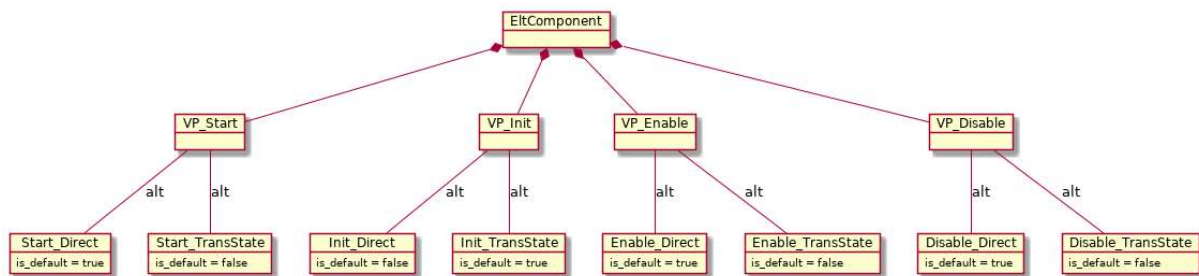 EltComponent
VP_Start VP_Init VP_Enable VP_Disable
alt alt alt alt alt alt alt alt
Start_Direct Start_TransState Init_Direct Init_TransState Enable_Direct Enable_TransState Disable_Direct Disable_TransState
is_default = true is_default = false is_default = false is_default = true is_default = true is_default = false is_default = true is_default = false